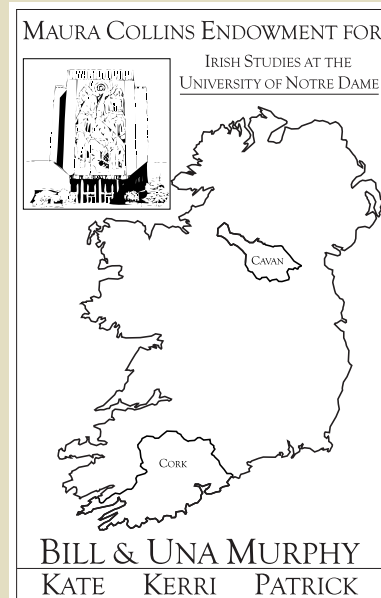 MAURA COLLINS ENDOWMENT FOR
IRISH STUDIES AT THE
UNIVERSITY OF NOTRE DAME
CAVAN
CORK
BILL & UNA MURPHY
KATE KERRI PATRICK